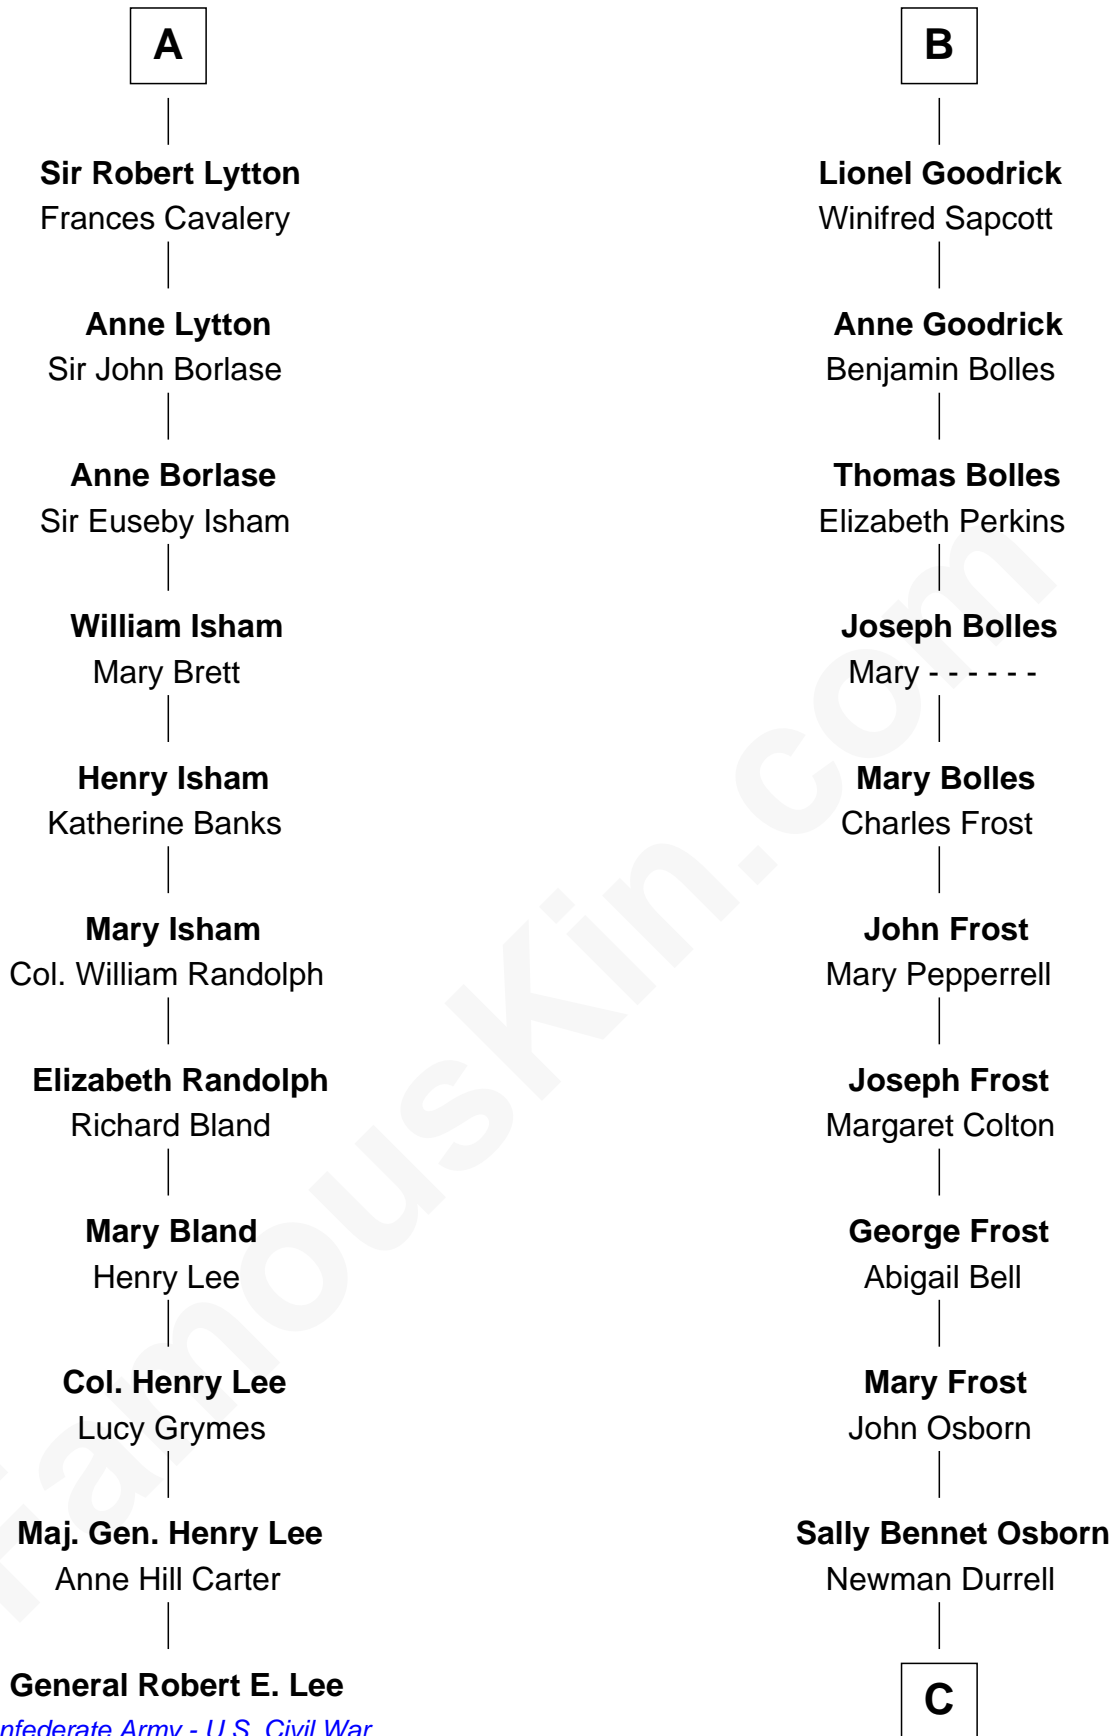 A
Sir Robert Lytton
Frances Cavalery
Anne Lytton
Sir John Borlase
Anne Borlase
Sir Euseby Isham
William Isham
Mary Brett
Henry Isham
Katherine Banks
Mary Isham
Col. William Randolph
Elizabeth Randolph
Richard Bland
Mary Bland
Henry Lee
Col. Henry Lee
Lucy Grymes
Maj. Gen. Henry Lee
Anne Hill Carter
General Robert E. Lee
nfederate Army - U.S. Civil War
B
Lionel Goodrick
Winifred Sapcott
Anne Goodrick
Benjamin Bolles
Thomas Bolles
Elizabeth Perkins
Joseph Bolles
Mary - - - - - -
Mary Bolles
Charles Frost
John Frost
Mary Pepperrell
Joseph Frost
Margaret Colton
George Frost
Abigail Bell
Mary Frost
John Osborn
Sally Bennet Osborn
Newman Durrell
C
FamousKin.com